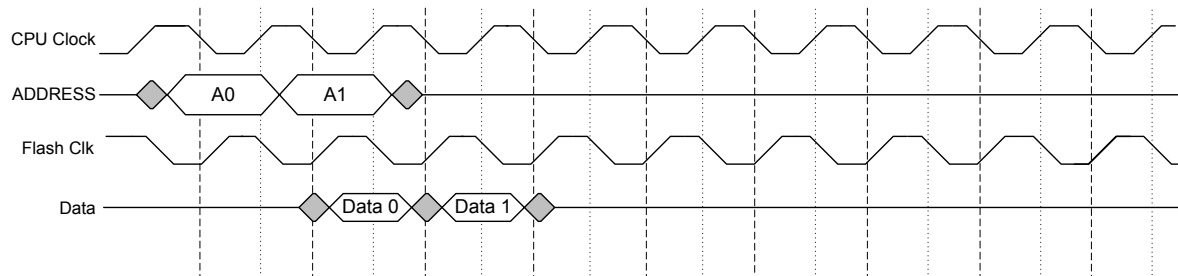 CPU Clock
ADDRESS A0 A1
Flash Clk
Data Data 0 Data 1